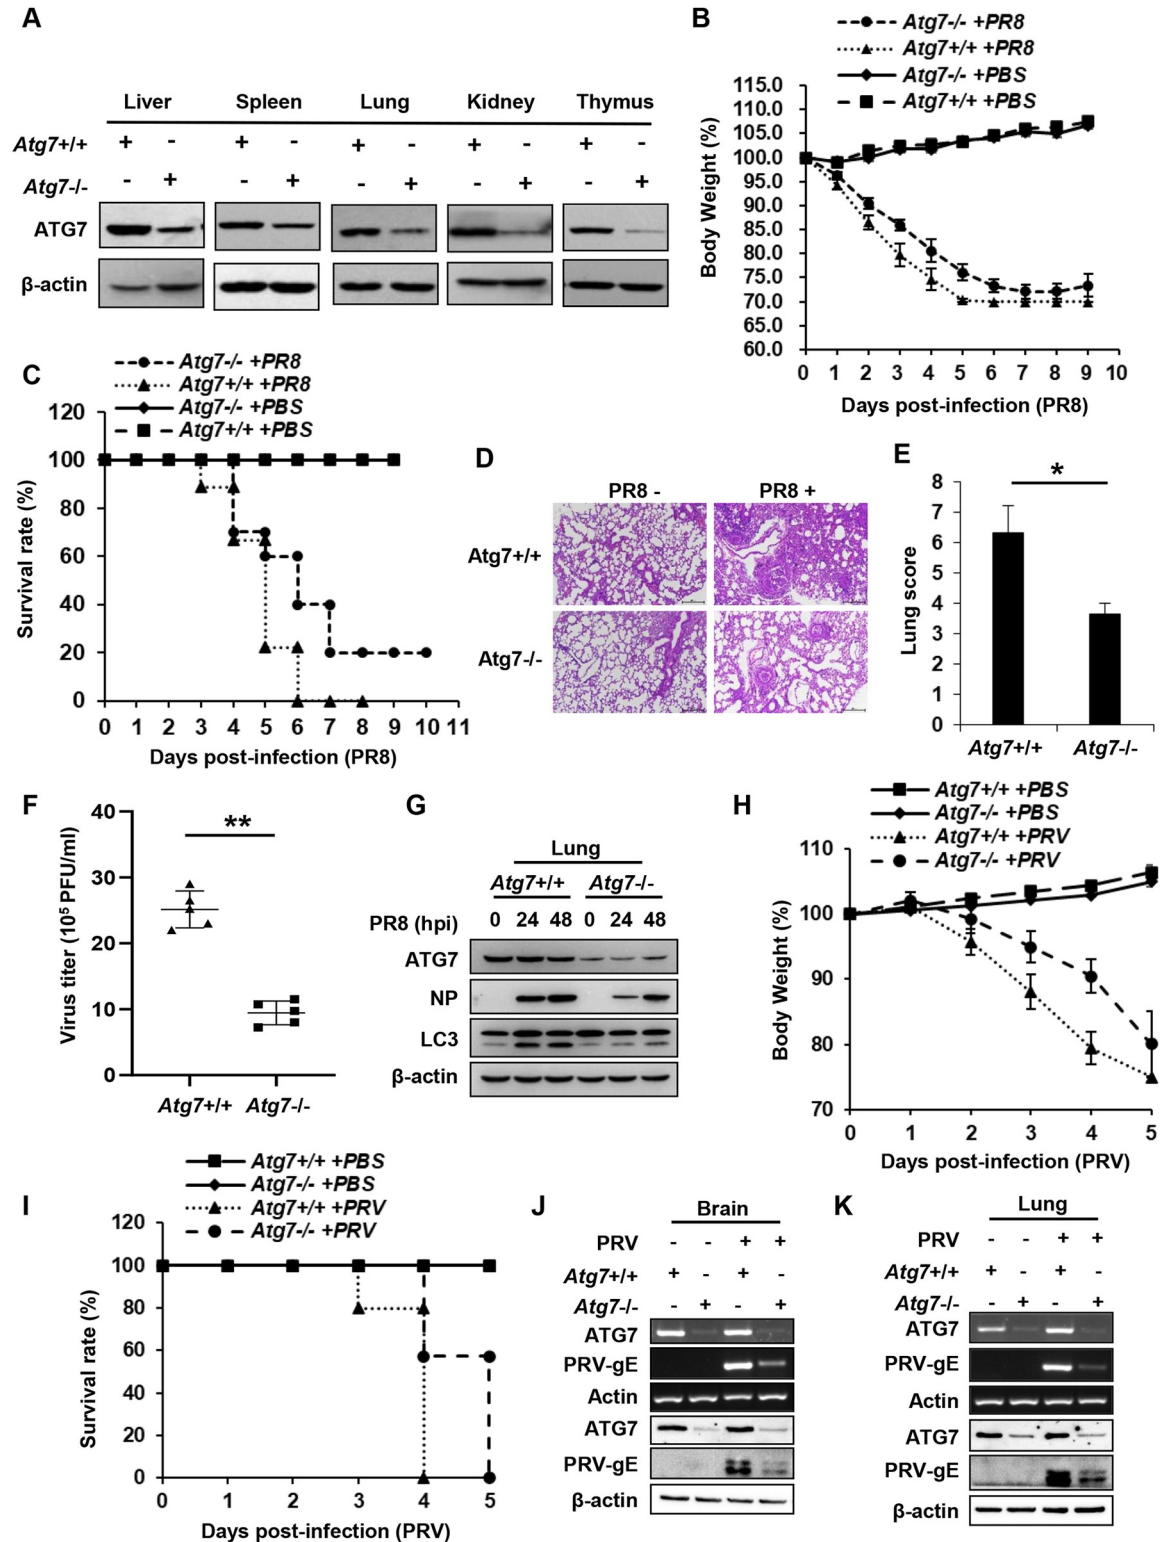 A
Liver Spleen Lung Kidney Thymus
Atg7+/+ + - + - + - + - + -
Atg7-/- - + - + - + - + - +
ATG7
β-actin
B
Atg7-/- +PR8
Atg7+/+ +PR8
Atg7-/- +PBS
Atg7+/+ +PBS
Body Weight (%)
115.0
110.0
105.0
100.0
95.0
90.0
85.0
80.0
75.0
70.0
65.0
60.0
0 1 2 3 4 5 6 7 8 9 10
Days post-infection (PR8)
C
Atg7-/- +PR8
Atg7+/+ +PR8
Atg7-/- +PBS
Atg7+/+ +PBS
Survival rate (%)
120
100
80
60
40
20
0
0 1 2 3 4 5 6 7 8 9 10 11
Days post-infection (PR8)
D
PR8 - PR8 +
Atg7+/+
Atg7-/-
E
*
Lung score
8
7
6
5
4
3
2
1
0
Atg7+/+ Atg7-/-
F
**
Virus titer (10⁵ PFU/ml)
40
30
20
10
0
Atg7+/+ Atg7-/-
G
Lung
Atg7+/+ Atg7-/-
PR8 (hpi) 0 24 48 0 24 48
ATG7
NP
LC3
β-actin
H
Atg7+/+ +PBS
Atg7-/- +PBS
Atg7+/+ +PRV
Atg7-/- +PRV
Body Weight (%)
110
100
90
80
70
0 1 2 3 4 5
Days post-infection (PRV)
I
Atg7+/+ +PBS
Atg7-/- +PBS
Atg7+/+ +PRV
Atg7-/- +PRV
Survival rate (%)
120
100
80
60
40
20
0
0 1 2 3 4 5
Days post-infection (PRV)
J
Brain
PRV - - + +
Atg7+/+ + - + -
Atg7-/- - + - +
ATG7
PRV-gE
Actin
ATG7
PRV-gE
β-actin
K
Lung
PRV - - + +
Atg7+/+ + - + -
Atg7-/- - + - +
ATG7
PRV-gE
Actin
ATG7
PRV-gE
β-actin